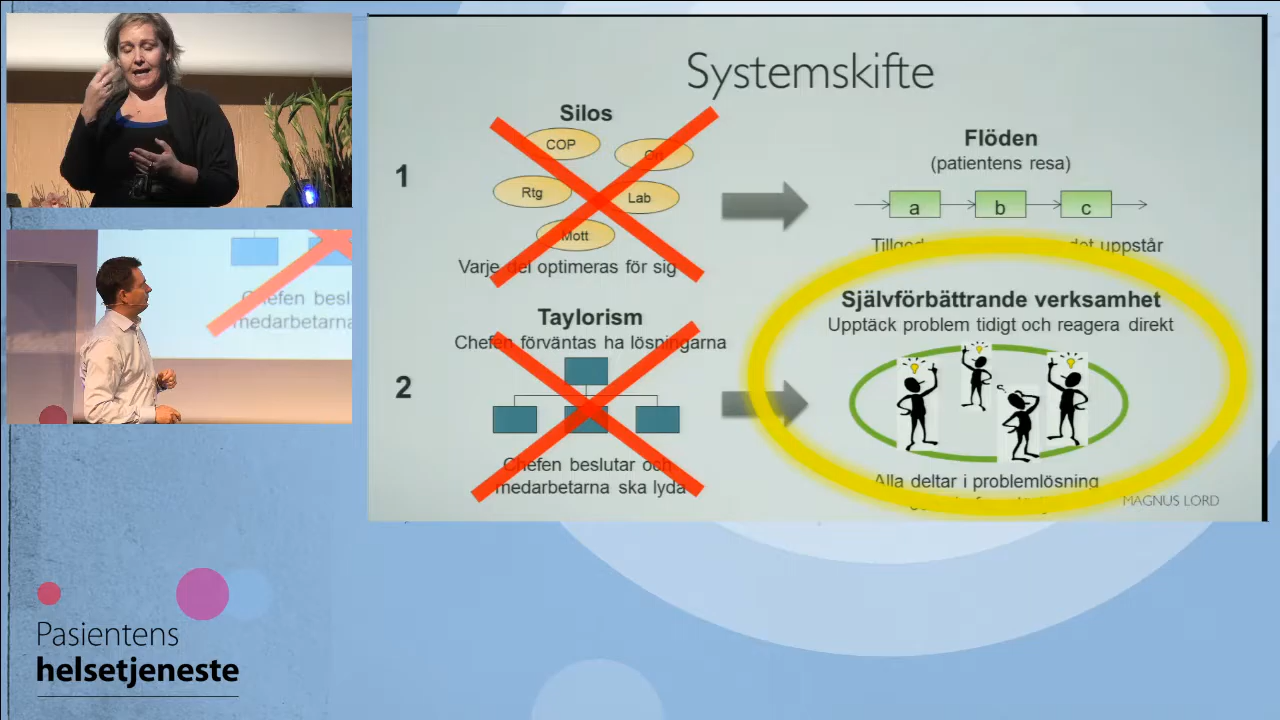 Systemskifte
1
Silos
COP
Ort
Rtg
Lab
Mott
Varje del optimeras för sig
Flöden
(patientens resa)
a
b
c
det uppstår
2
Taylorism
Chefen förväntas ha lösningarna
Chefen beslutar och
medarbetarna ska lyda
Självförbättrande verksamhet
Upptäck problem tidigt och reagera direkt
Alla deltar i problemlösning
MAGNUS LORD
Chefen beslu
medarbetarna
Pasientens
helsetjeneste